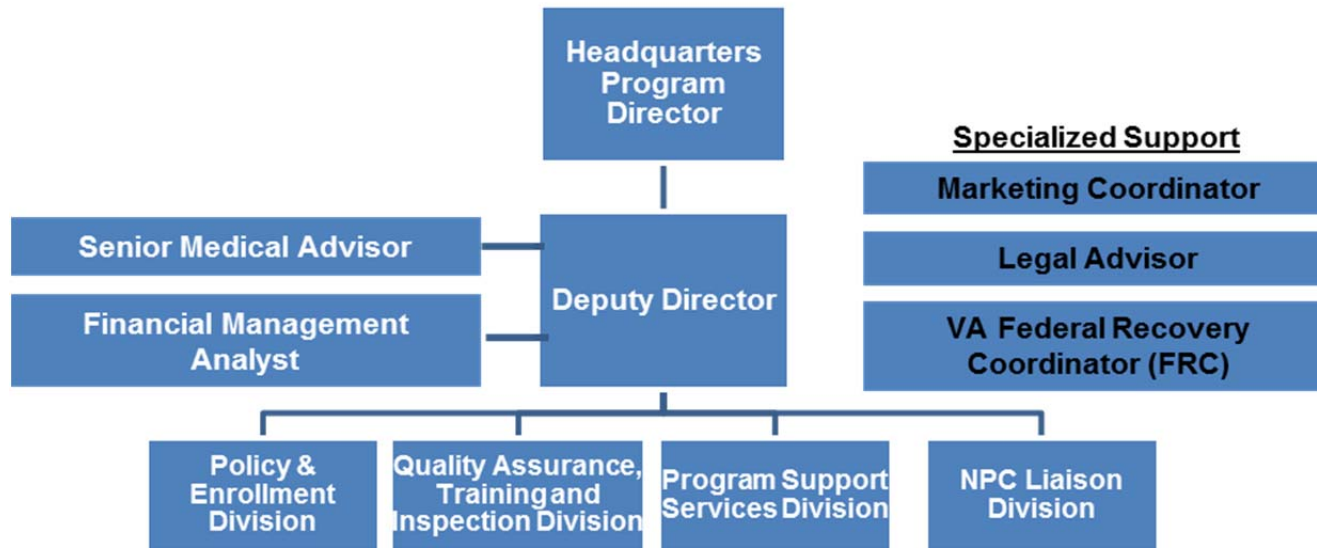 Headquarters
Program
Director
Specialized Support
Marketing Coordinator
Senior Medical Advisor
Legal Advisor
Deputy Director
Financial Management
Analyst
VA Federal Recovery
Coordinator (FRC)
Policy &
Enrollment
Division
Quality Assurance,
Training and
Inspection Division
Program Support
Services Division
NPC Liaison
Division